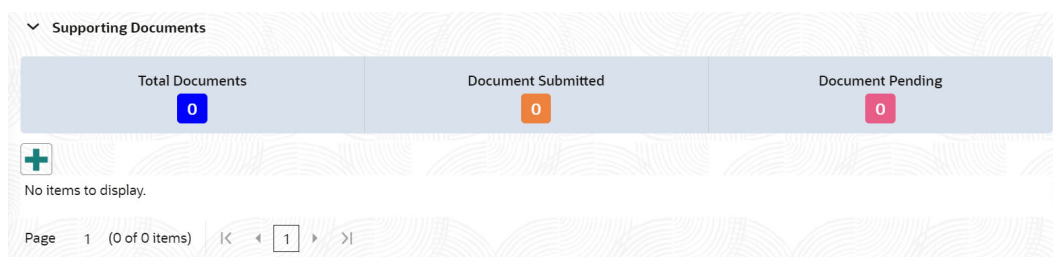 Supporting Documents
Total Documents Document Submitted Document Pending
0 0 0
No items to display.
Page 1 (0 of 0 items) 1